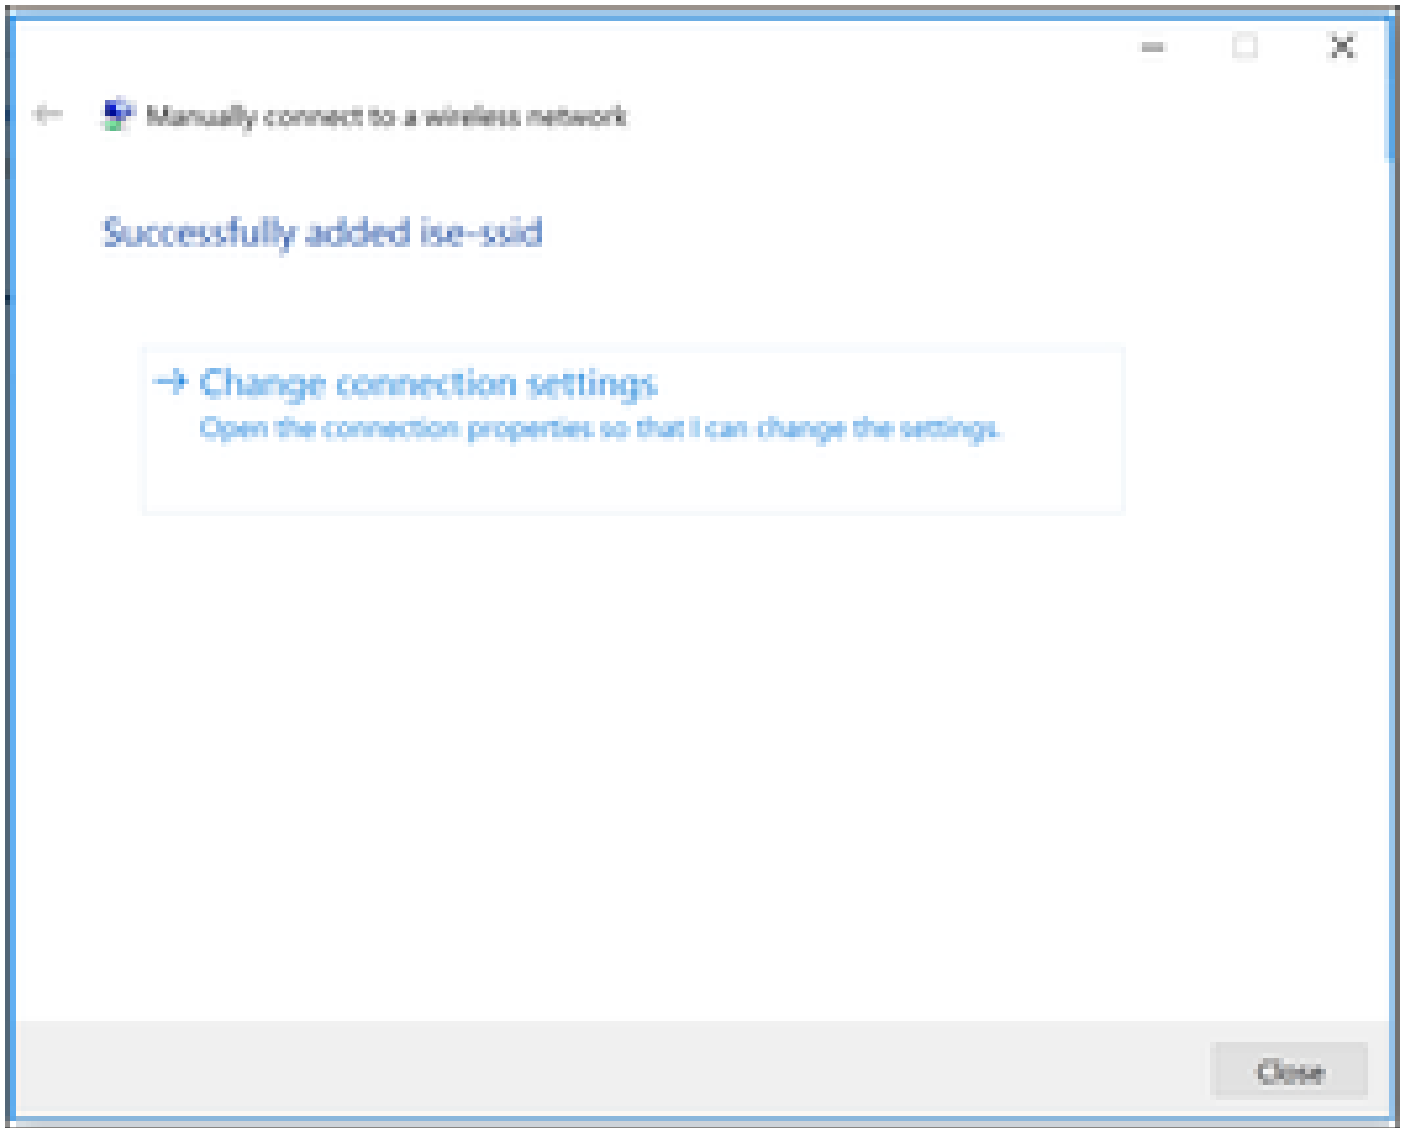 Manually connect to a wireless network
Successfully added ise-ssid
Change connection settings
Open the connection properties so that I can change the settings.
Close